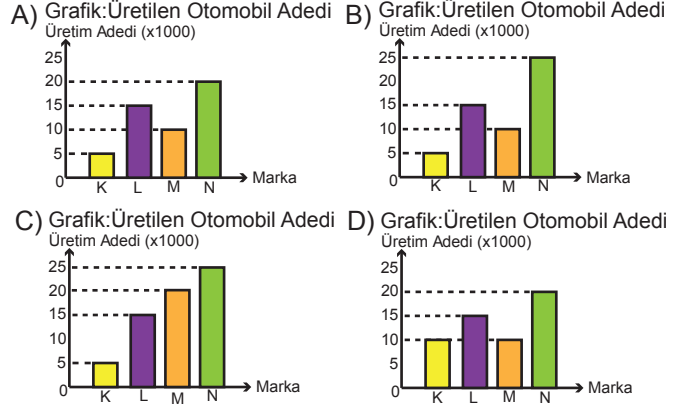 A) Grafik:Üretilen Otomobil Adedi
Üretim Adedi (x1000)
25
20
15
10
5
0
K L M N
Marka
B) Grafik:Üretilen Otomobil Adedi
Üretim Adedi (x1000)
25
20
15
10
5
0
K L M N
Marka
C) Grafik:Üretilen Otomobil Adedi
Üretim Adedi (x1000)
25
20
15
5
0
K L M N
Marka
D) Grafik:Üretilen Otomobil Adedi
Üretim Adedi (x1000)
25
20
15
10
5
0
K L M N
Marka